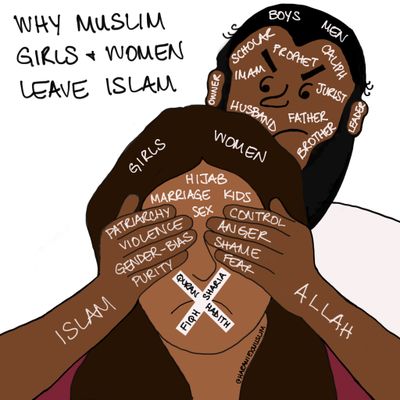 WHY MUSLIM
GIRLS + WOMEN
LEAVE ISLAM
BOYS
MEN
SCHOLAR
PROPHET
CALIPH
IMAM
JURIST
OWNER
HUSBAND
FATHER
BROTHER
LEADER
GIRLS
WOMEN
HIJAB
MARRIAGE KIDS
SEX
PATRIARCHY
VIOLENCE
GENDER-BIAS
PURITY
CONTROL
ANGER
SHAME
FEAR
QURAN
SHARIA
FIQH
HADITH
ISLAM
ALLAH